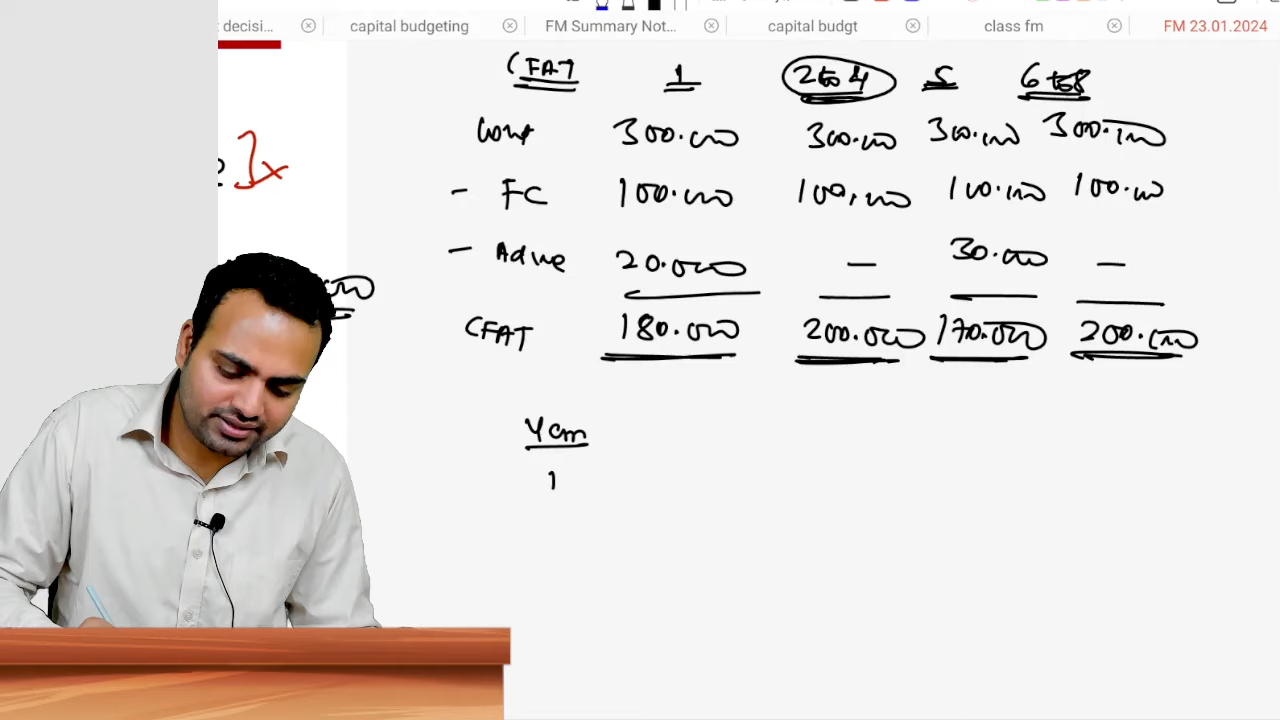 decisi... capital budgeting FM Summary Not... capital budgt class fm FM 23.01.2024
CFAT 1 2 to 4 5 6 to 8
Cont 300.000 300.000 300.000 300.000
- FC 100.000 100,000 100.000 100.000
- Adve 20.000 — 30.000 —
CFAT 180.000 200.000 170.000 200.000
Year
1